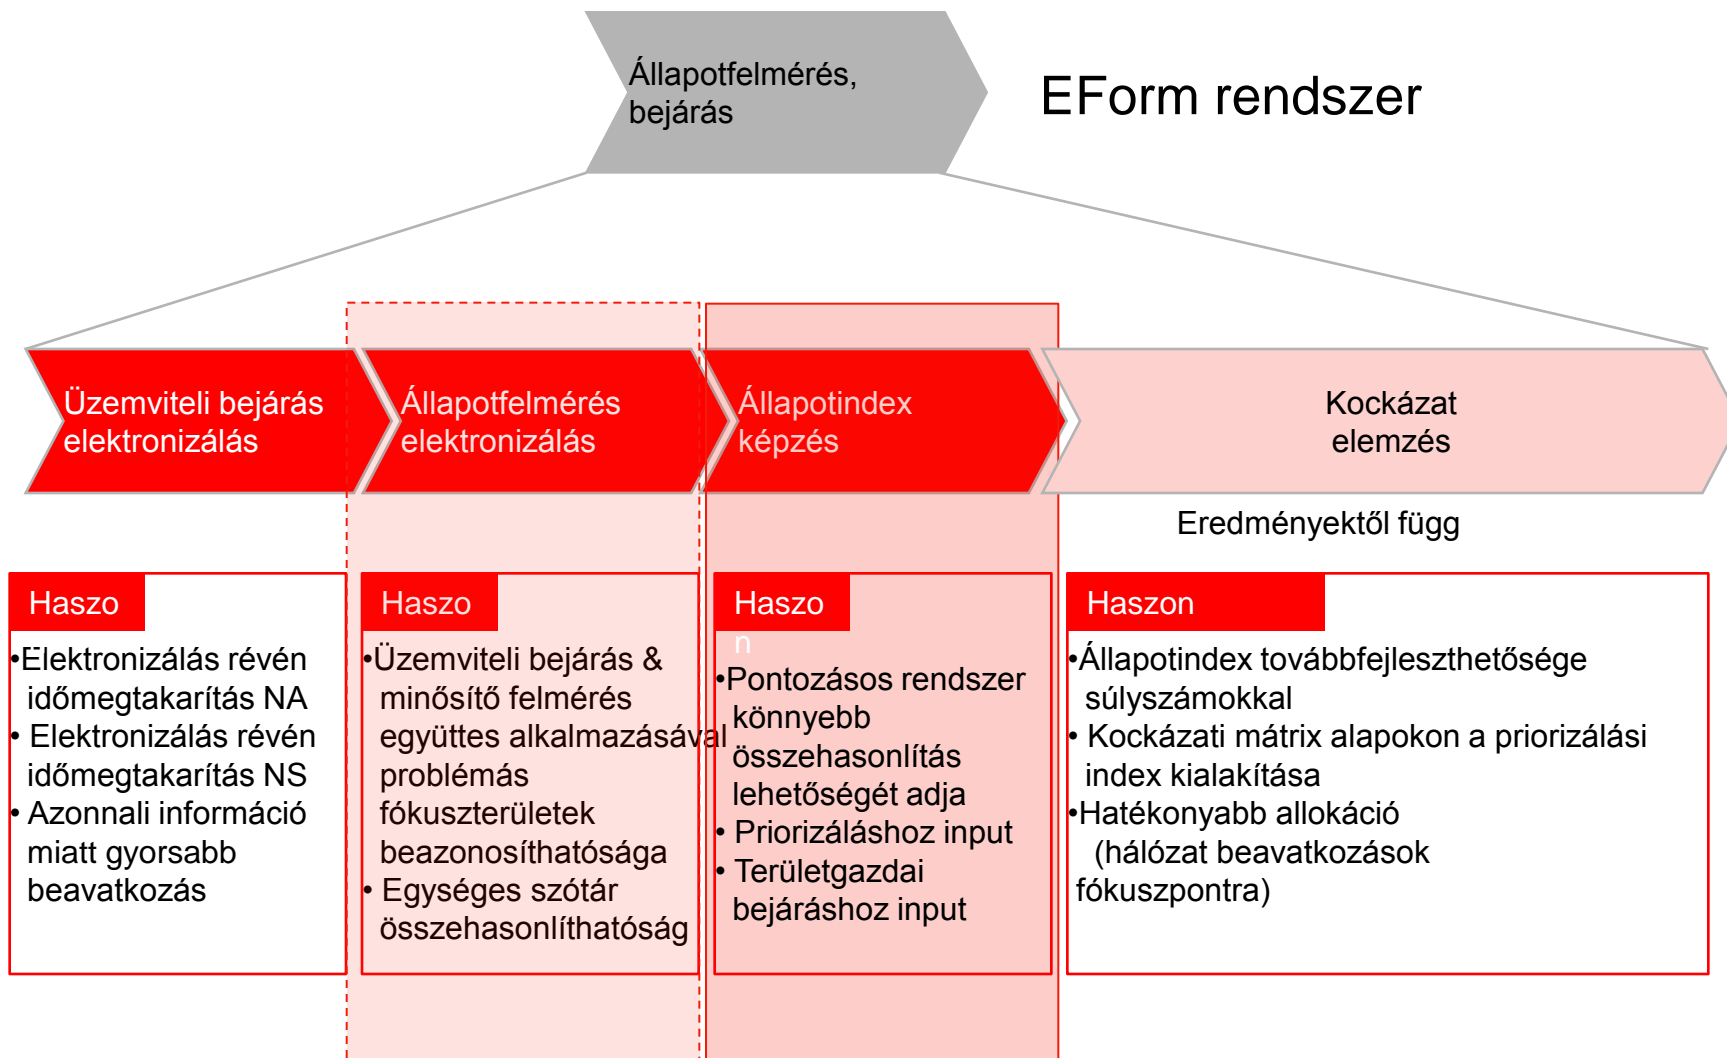 Állapotfelmérés,
bejárás
EForm rendszer
Üzemviteli bejárás
elektronizálás
Állapotfelmérés
elektronizálás
Állapotindex
képzés
Kockázat
elemzés
Eredményektől függ
Haszo
•Elektronizálás révén
időmegtakarítás NA
• Elektronizálás révén
időmegtakarítás NS
• Azonnali információ
miatt gyorsabb
beavatkozás
Haszo
•Üzemviteli bejárás &
minősítő felmérés
együttes alkalmazásával
problémás
fókuszterületek
beazonosíthatósága
• Egységes szótár
összehasonlíthatóság
Haszo
n
•Pontozásos rendszer
könnyebb
összehasonlítás
lehetőségét adja
• Priorizáláshoz input
• Területgazdai
bejáráshoz input
Haszon
•Állapotindex továbbfejleszthetősége
súlyszámokkal
• Kockázati mátrix alapokon a priorizálási
index kialakítása
•Hatékonyabb allokáció
(hálózat beavatkozások
fókuszpontra)